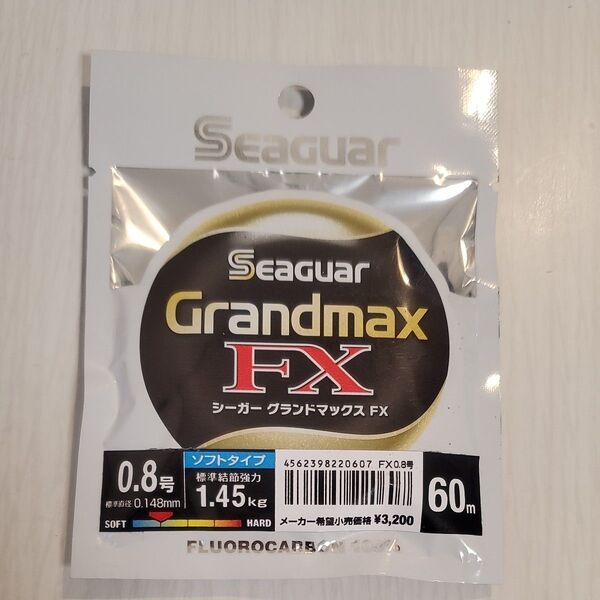 SEAGUAR
SEAGUAR
Grandmax
FX
シーガー グランドマックス FX
0.8号
標準直径 0.148mm
SOFT HARD
ソフトタイプ
標準結節強力
1.45kg
4562398220607 FX0.8号
メーカー希望小売価格 ¥3,200
60m
FLUOROCARBON